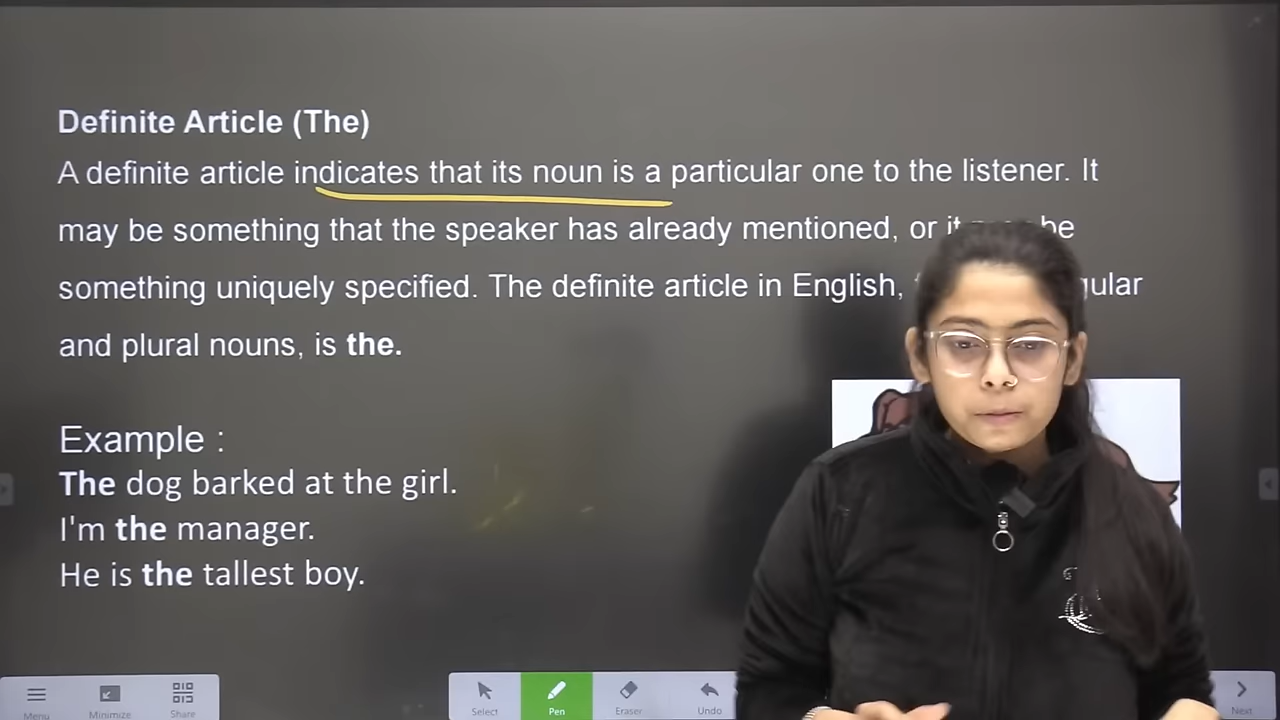 Definite Article (The)
A definite article indicates that its noun is a particular one to the listener. It
may be something that the speaker has already mentioned, or it be
something uniquely specified. The definite article in English,
and plural nouns, is the.
Example :
The dog barked at the girl.
I'm the manager.
He is the tallest boy.
Menu Minimize Share Select Pen Eraser Undo Next